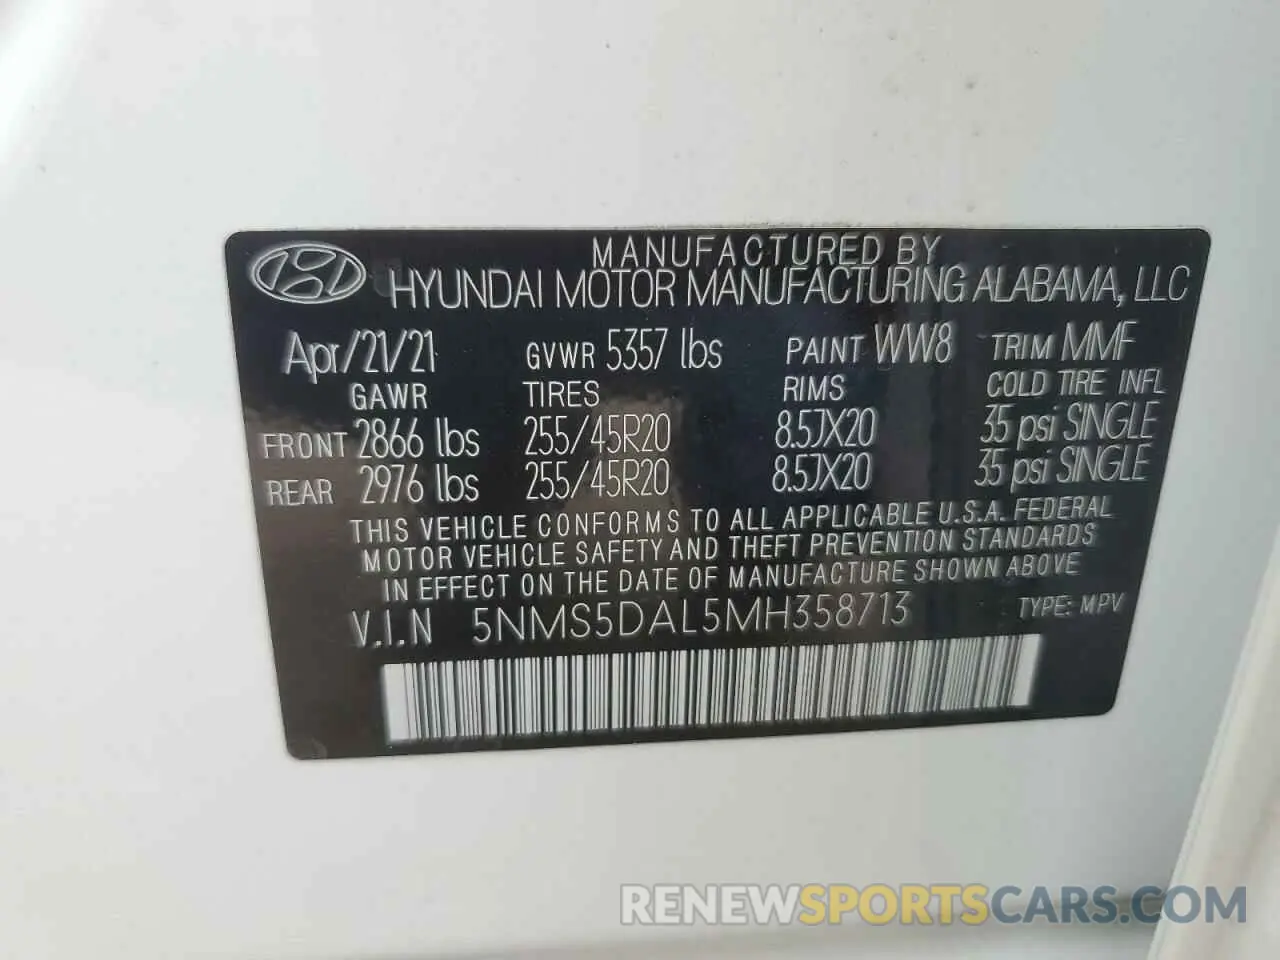 MANUFACTURED BY
HYUNDAI MOTOR MANUFACTURING ALABAMA, LLC
Apr/21/21 GVWR 5357 lbs PAINT WW8 TRIM MMF
GAWR TIRES RIMS COLD TIRE INFL
FRONT 2866 lbs 255/45R20 8.5JX20 35 psi SINGLE
REAR 2976 lbs 255/45R20 8.5JX20 35 psi SINGLE
THIS VEHICLE CONFORMS TO ALL APPLICABLE U.S.A. FEDERAL
MOTOR VEHICLE SAFETY AND THEFT PREVENTION STANDARDS
IN EFFECT ON THE DATE OF MANUFACTURE SHOWN ABOVE
V.I.N 5NMS5DAL5MH358713 TYPE: MPV
RENEWSPORTSCARS.COM